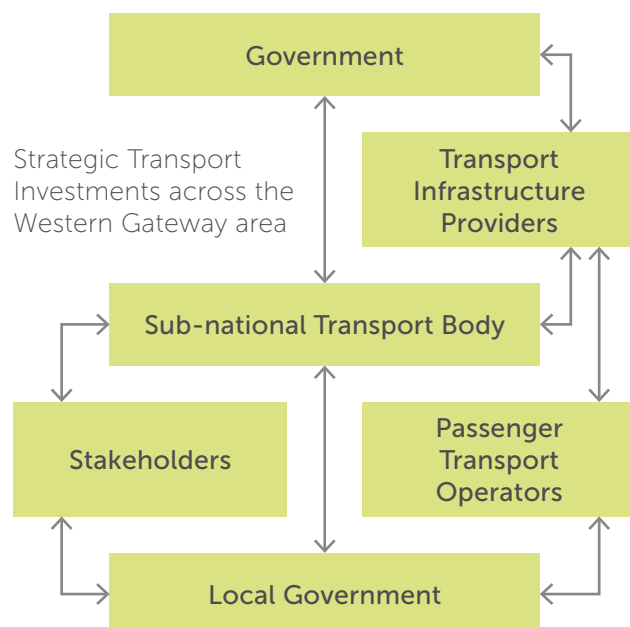 Government
Strategic Transport
Investments across the
Western Gateway area
Transport
Infrastructure
Providers
Sub-national Transport Body
Stakeholders
Passenger
Transport
Operators
Local Government